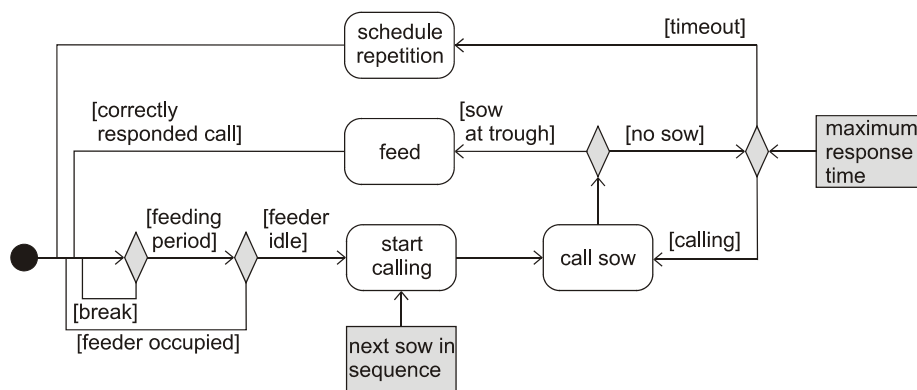 schedule
repetition
[timeout]
[correctly
responded call]
feed
[sow
at trough]
[no sow]
maximum
response
time
[feeding
period]
[feeder
idle]
start
calling
call sow
[calling]
[break]
[feeder occupied]
next sow in
sequence